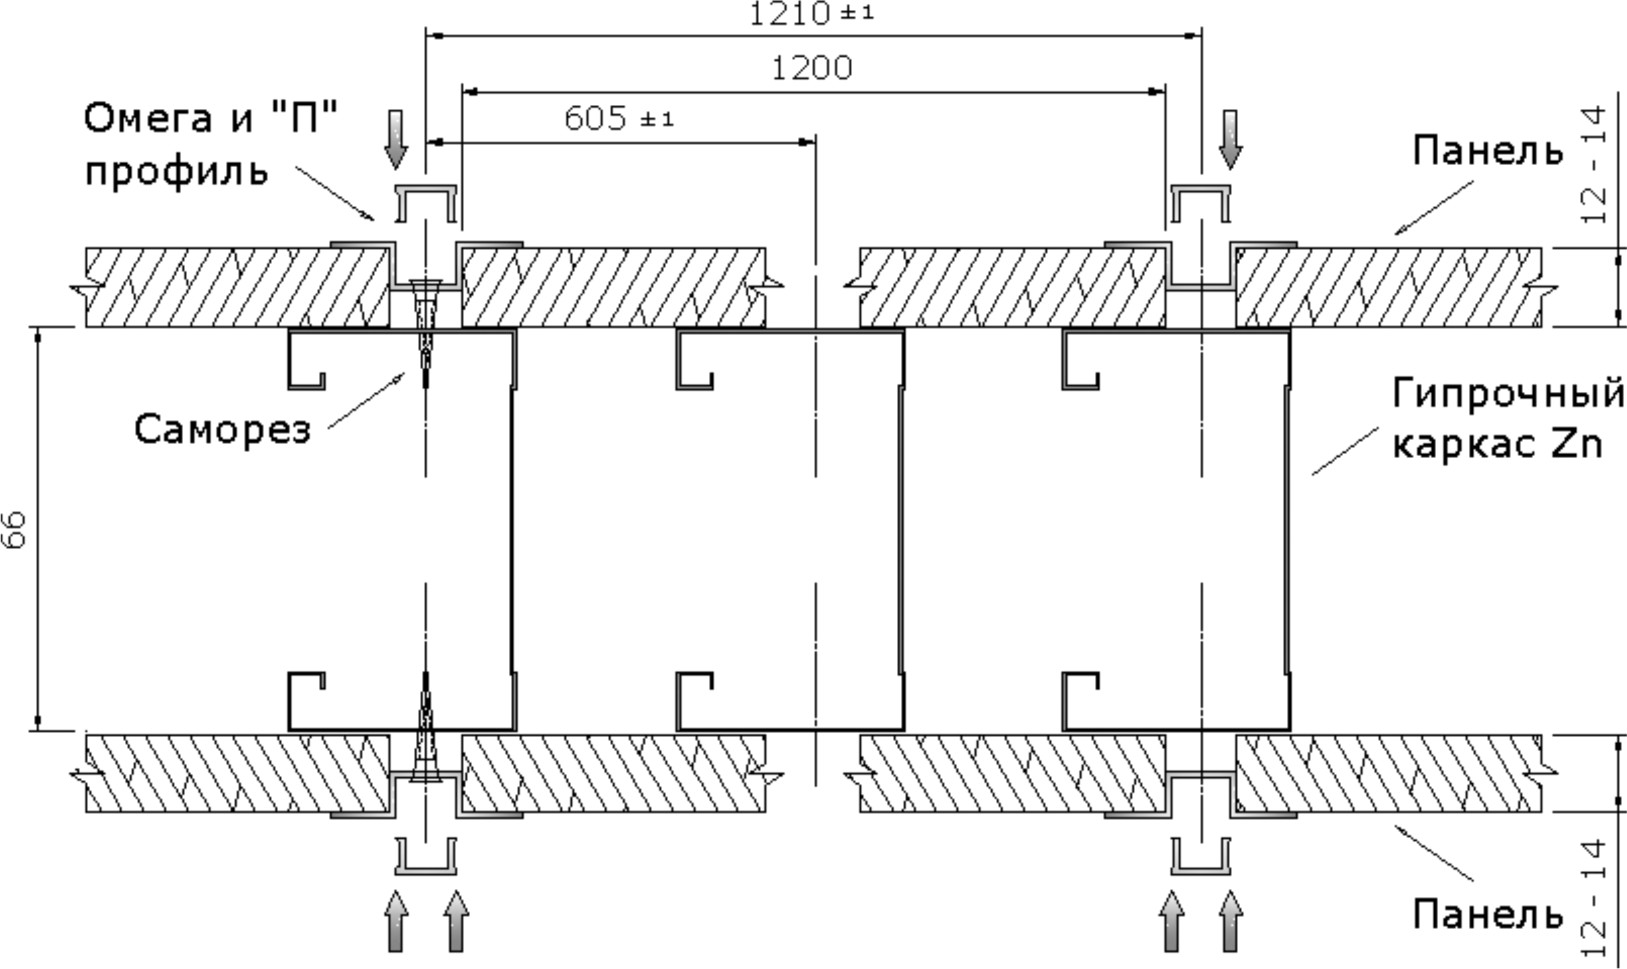 1210 ±1
1200
605 ±1
Омега и "П"
профиль
Панель
12 - 14
Саморез
Гипрочный
каркас Zn
66
Панель
12 - 14